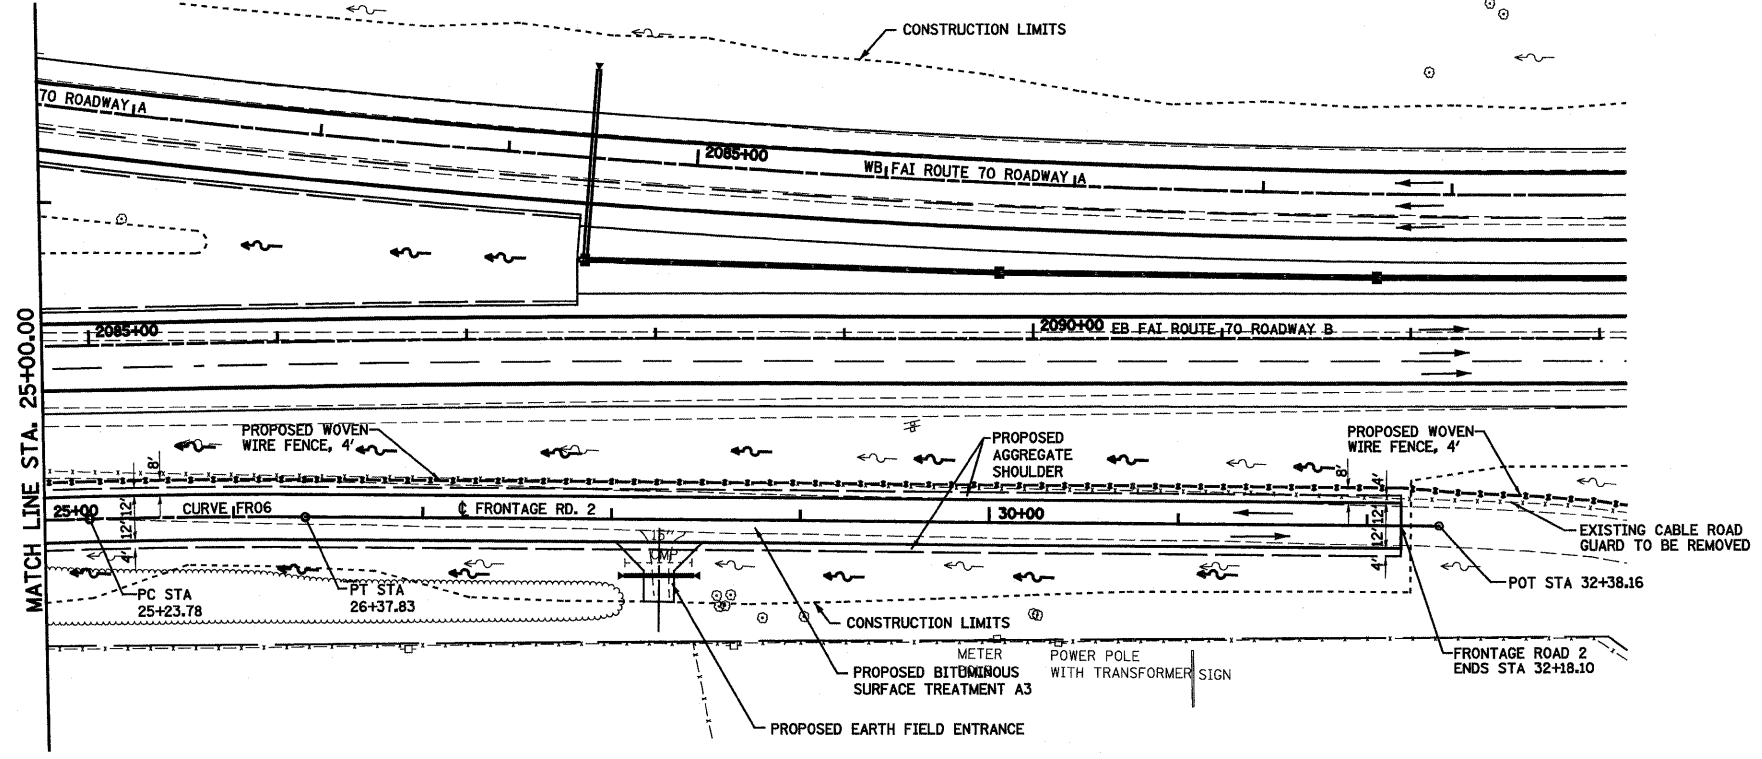 CONSTRUCTION LIMITS
70 ROADWAY A
2085+00
WB FAI ROUTE 70 ROADWAY A
MATCH LINE STA. 25+00.00
2085+00
2090+00 EB FAI ROUTE 70 ROADWAY B
PROPOSED WOVEN
WIRE FENCE, 4'
PROPOSED
AGGREGATE
SHOULDER
PROPOSED WOVEN
WIRE FENCE, 4'
8'
8'
4'
25+00
12'
12'
4'
CURVE FR06
℄ FRONTAGE RD. 2
30+00
12'
12'
4'
15"
CMP
EXISTING CABLE ROAD
GUARD TO BE REMOVED
PC STA
25+23.78
PT STA
26+37.83
POT STA 32+38.16
CONSTRUCTION LIMITS
FRONTAGE ROAD 2
ENDS STA 32+18.10
METER
POWER POLE
WITH TRANSFORMER
SIGN
PROPOSED BITUMINOUS
SURFACE TREATMENT A3
PROPOSED EARTH FIELD ENTRANCE